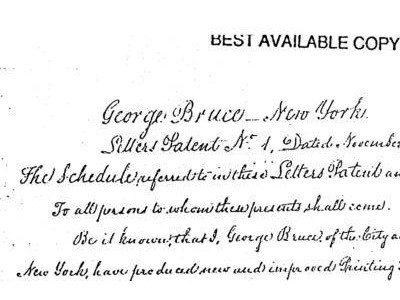 BEST AVAILABLE COPY
George Bruce New York.
Letters Patent No. 1, Dated November
The Schedule referred to in these Letters Patent an
To all persons to whom these presents shall come.
Be it known, that I, George Bruce, of the City a
New York, have produced new and improved Printing